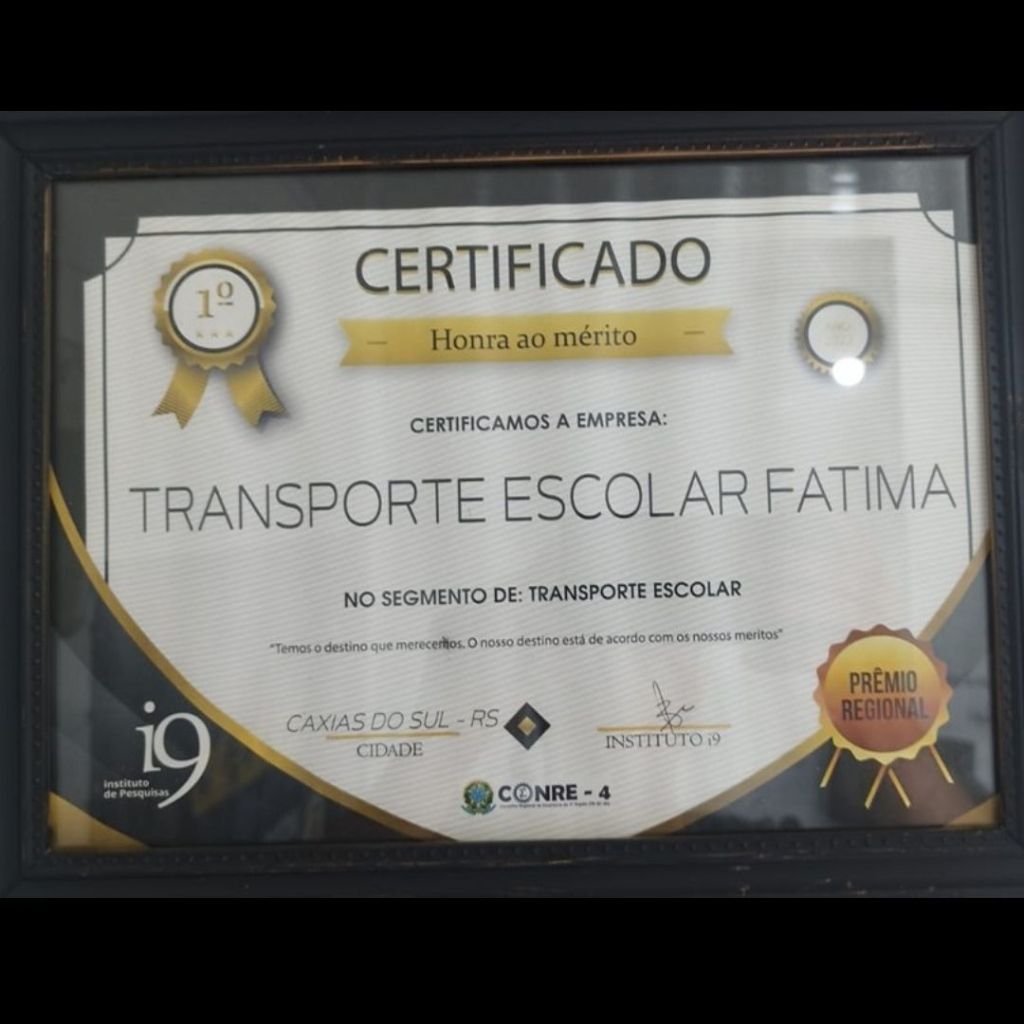 CERTIFICADO
1º
Honra ao mérito
CERTIFICAMOS A EMPRESA:
TRANSPORTE ESCOLAR FATIMA
NO SEGMENTO DE: TRANSPORTE ESCOLAR
"Temos o destino que merecemos. O nosso destino está de acordo com os nossos meritos"
PRÊMIO
REGIONAL
CAXIAS DO SUL - RS
CIDADE
INSTITUTO i9
i9
instituto
de Pesquisas
CONRE - 4